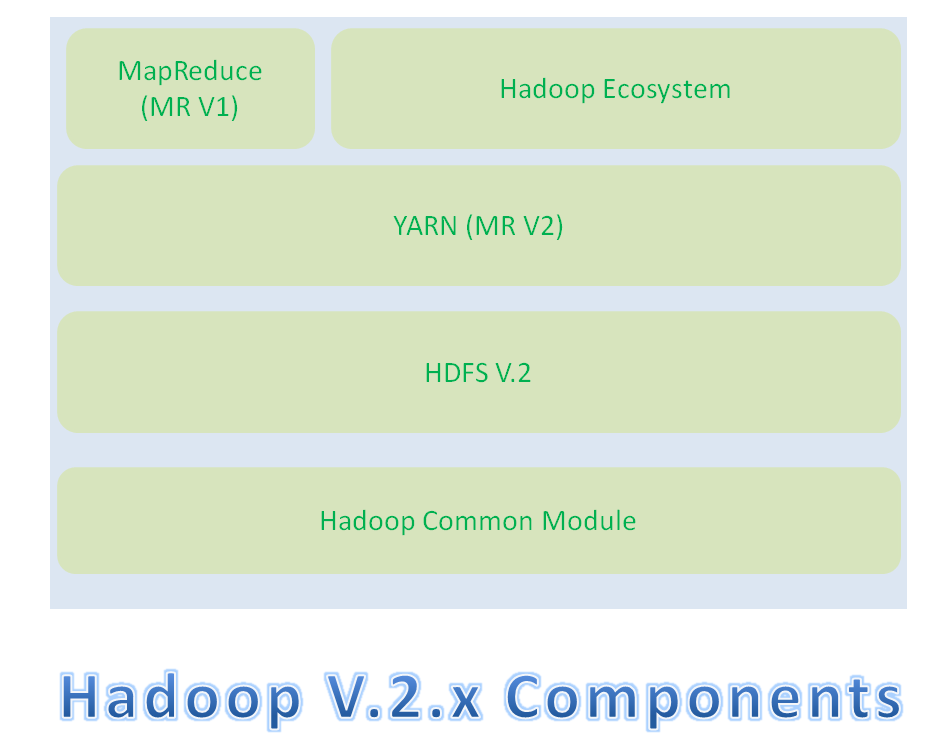 MapReduce
(MR V1)
Hadoop Ecosystem
YARN (MR V2)
HDFS V.2
Hadoop Common Module
Hadoop V.2.x Components